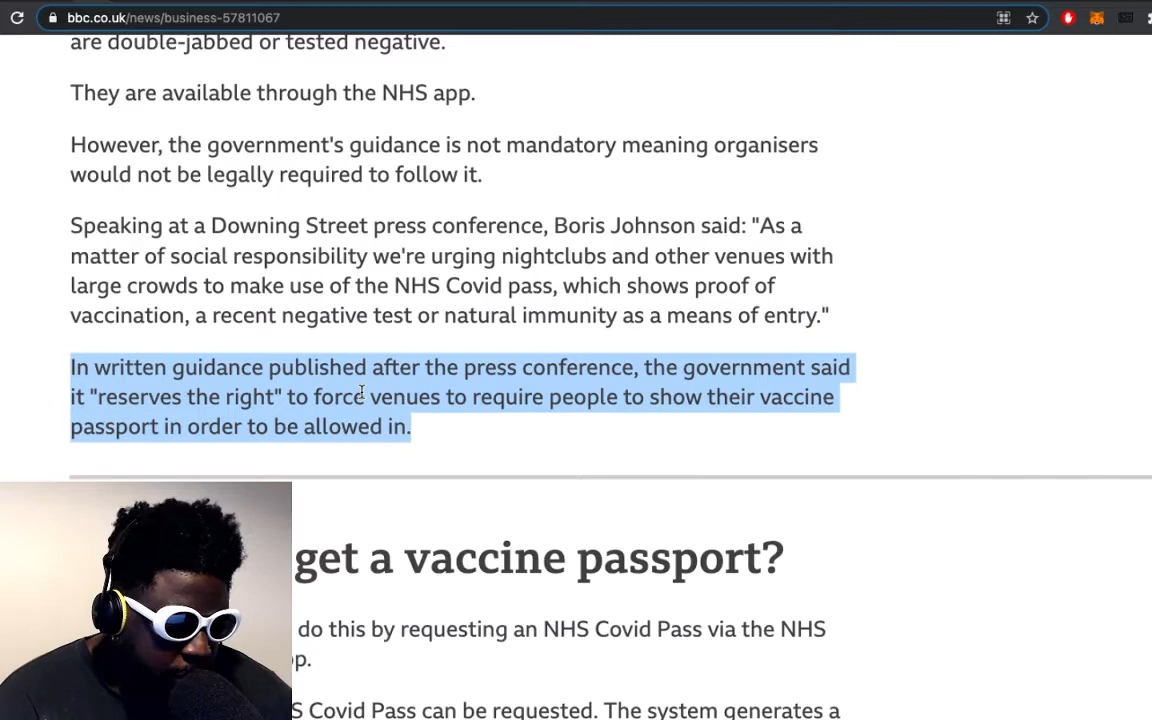 bbc.co.uk/news/business-57811067
are double-jabbed or tested negative.
They are available through the NHS app.
However, the government's guidance is not mandatory meaning organisers
would not be legally required to follow it.
Speaking at a Downing Street press conference, Boris Johnson said: "As a
matter of social responsibility we're urging nightclubs and other venues with
large crowds to make use of the NHS Covid pass, which shows proof of
vaccination, a recent negative test or natural immunity as a means of entry."
In written guidance published after the press conference, the government said
it "reserves the right" to force venues to require people to show their vaccine
passport in order to be allowed in.
get a vaccine passport?
do this by requesting an NHS Covid Pass via the NHS
Covid Pass can be requested. The system generates a